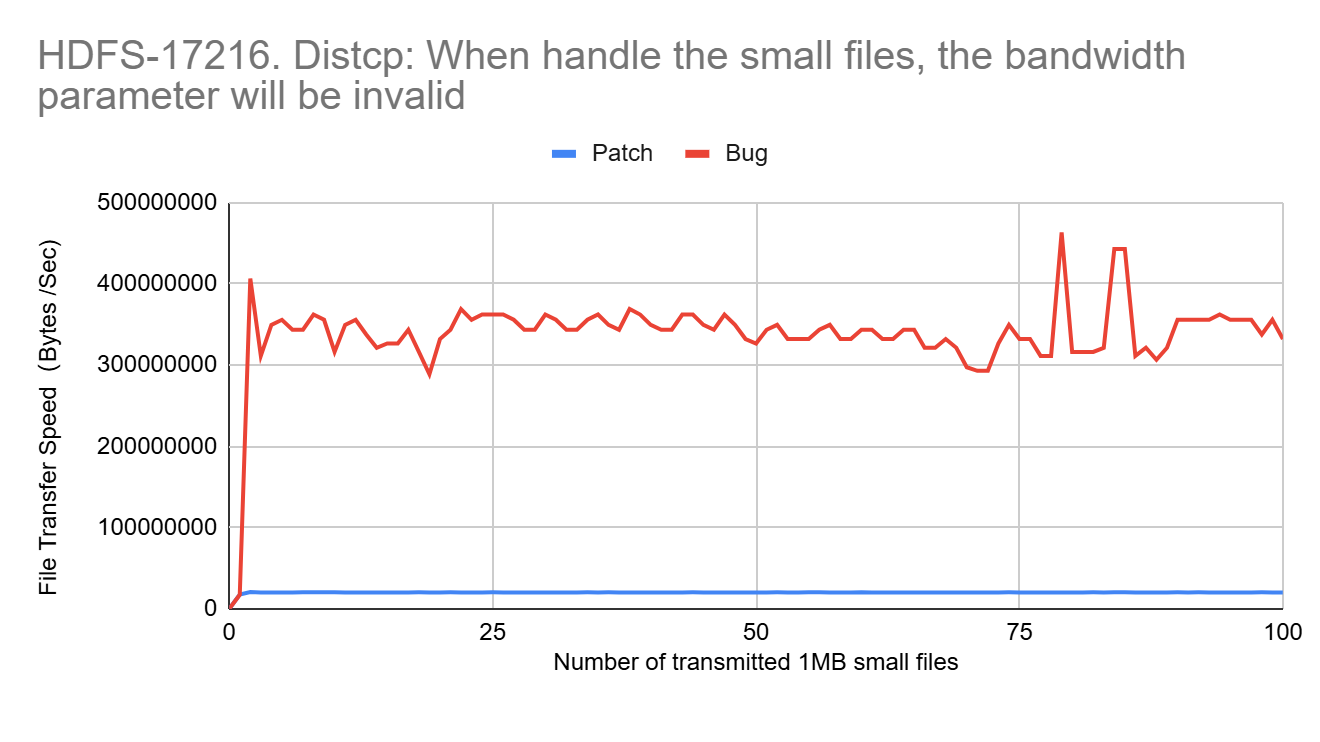 HDFS-17216. Distcp: When handle the small files, the bandwidth
parameter will be invalid
Patch
Bug
File Transfer Speed (Bytes /Sec)
500000000
400000000
300000000
200000000
100000000
0
0
25
50
75
100
Number of transmitted 1MB small files